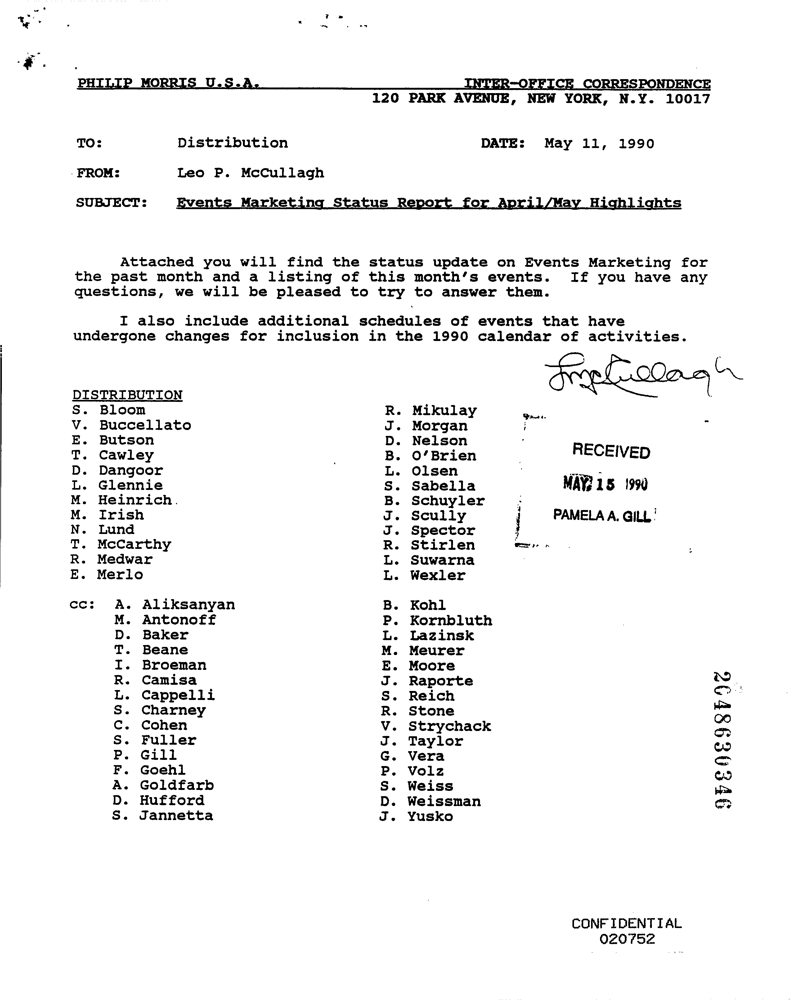 PHILIP MORRIS U.S.A. INTER-OFFICE CORRESPONDENCE
120 PARK AVENUE, NEW YORK, N.Y. 10017
TO: Distribution DATE: May 11, 1990
FROM: Leo P. McCullagh
SUBJECT: Events Marketing Status Report for April/May Highlights
Attached you will find the status update on Events Marketing for
the past month and a listing of this month's events. If you have any
questions, we will be pleased to try to answer them.
I also include additional schedules of events that have
undergone changes for inclusion in the 1990 calendar of activities.
DISTRIBUTION
S. Bloom R. Mikulay
V. Buccellato J. Morgan
E. Butson D. Nelson
T. Cawley B. O'Brien
D. Dangoor L. Olsen
L. Glennie S. Sabella
M. Heinrich B. Schuyler
M. Irish J. Scully
N. Lund J. Spector
T. McCarthy R. Stirlen
R. Medwar L. Suwarna
E. Merlo L. Wexler
RECEIVED
MAY 15 1990
PAMELA A. GILL
cc: A. Aliksanyan B. Kohl
M. Antonoff P. Kornbluth
D. Baker L. Lazinsk
T. Beane M. Meurer
I. Broeman E. Moore
R. Camisa J. Raporte
L. Cappelli S. Reich
S. Charney R. Stone
C. Cohen V. Strychack
S. Fuller J. Taylor
P. Gill G. Vera
F. Goehl P. Volz
A. Goldfarb S. Weiss
D. Hufford D. Weissman
S. Jannetta J. Yusko
2048630346
CONFIDENTIAL
020752